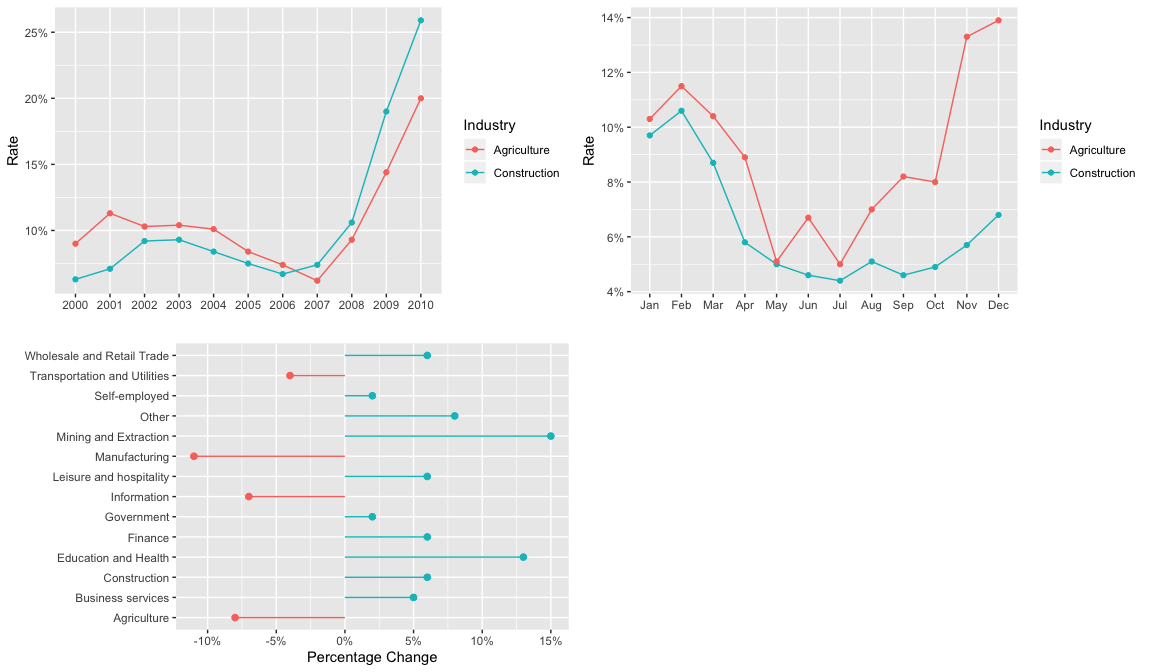 25%
20%
15%
10%
Rate
2000 2001 2002 2003 2004 2005 2006 2007 2008 2009 2010
Industry
Agriculture
Construction
14%
12%
10%
8%
6%
4%
Rate
Jan Feb Mar Apr May Jun Jul Aug Sep Oct Nov Dec
Industry
Agriculture
Construction
Wholesale and Retail Trade
Transportation and Utilities
Self-employed
Other
Mining and Extraction
Manufacturing
Leisure and hospitality
Information
Government
Finance
Education and Health
Construction
Business services
Agriculture
-10% -5% 0% 5% 10% 15%
Percentage Change